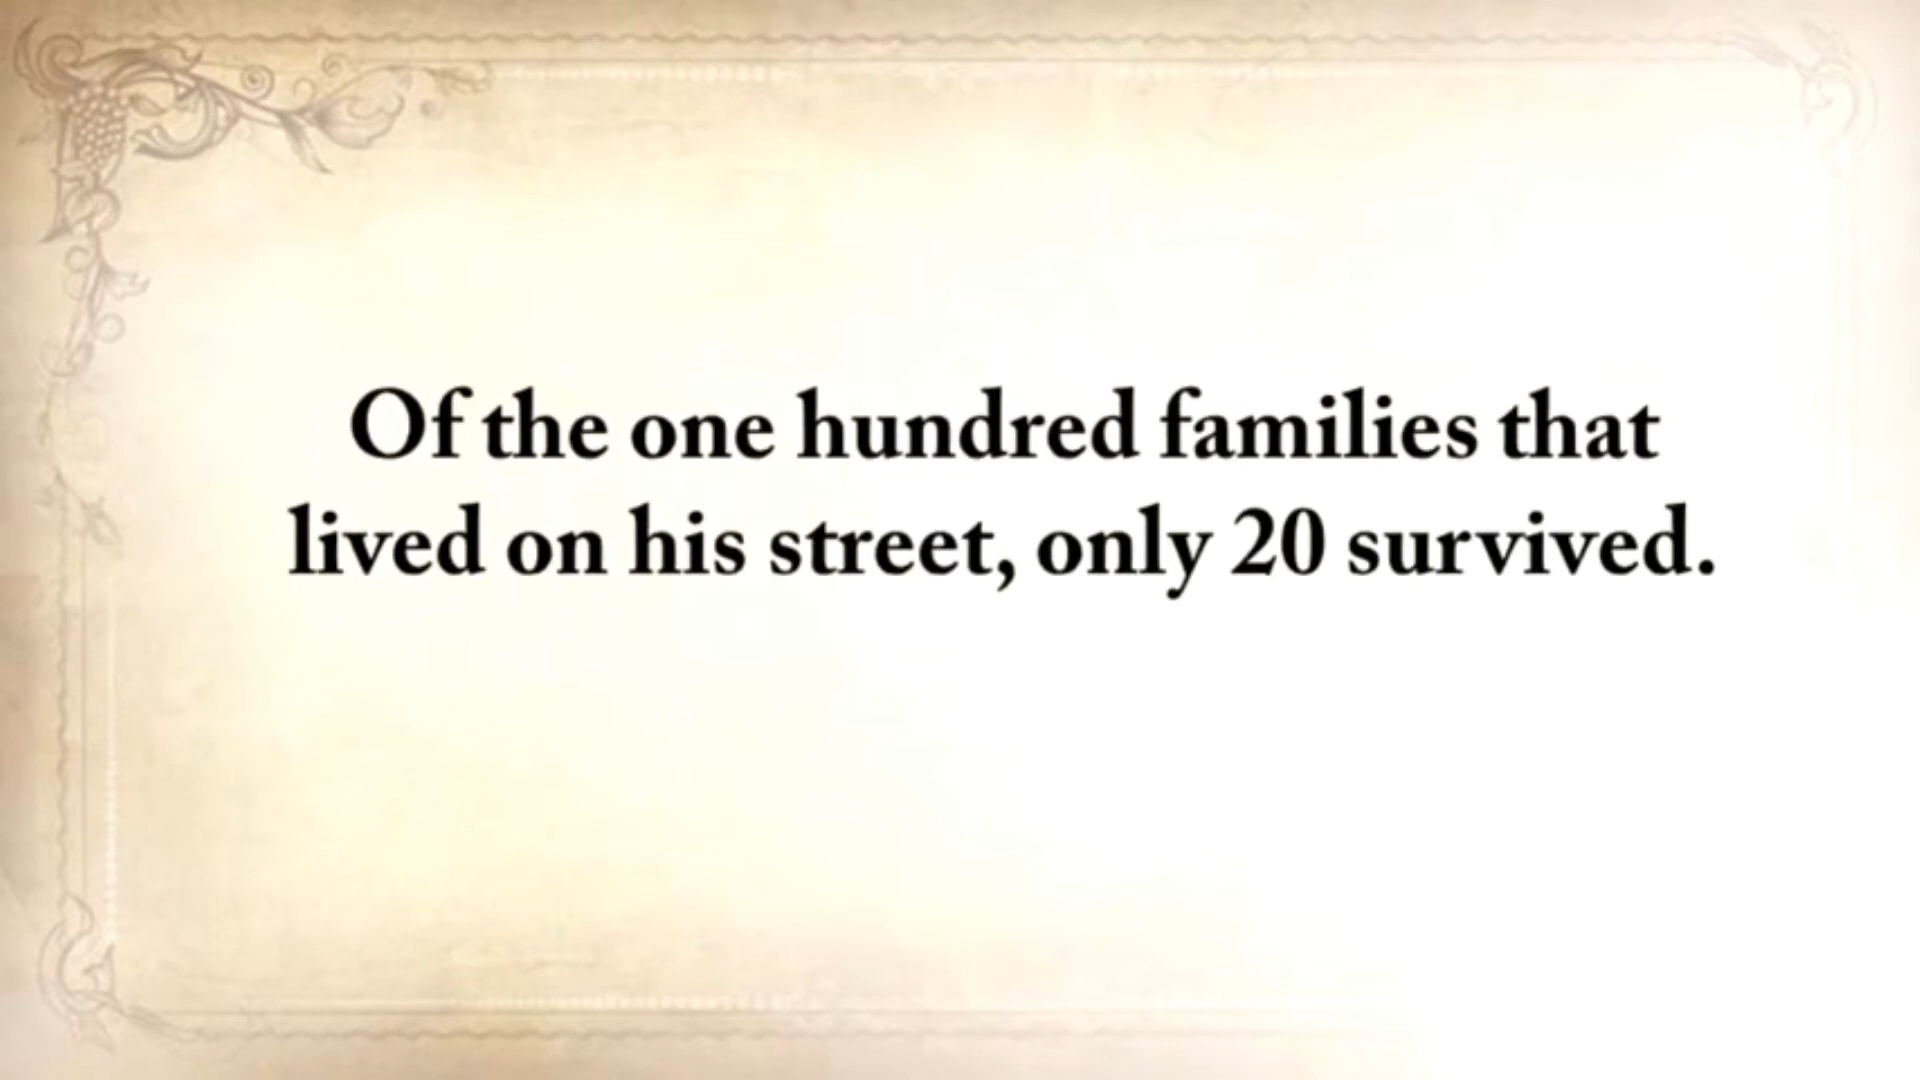 Of the one hundred families that
lived on his street, only 20 survived.